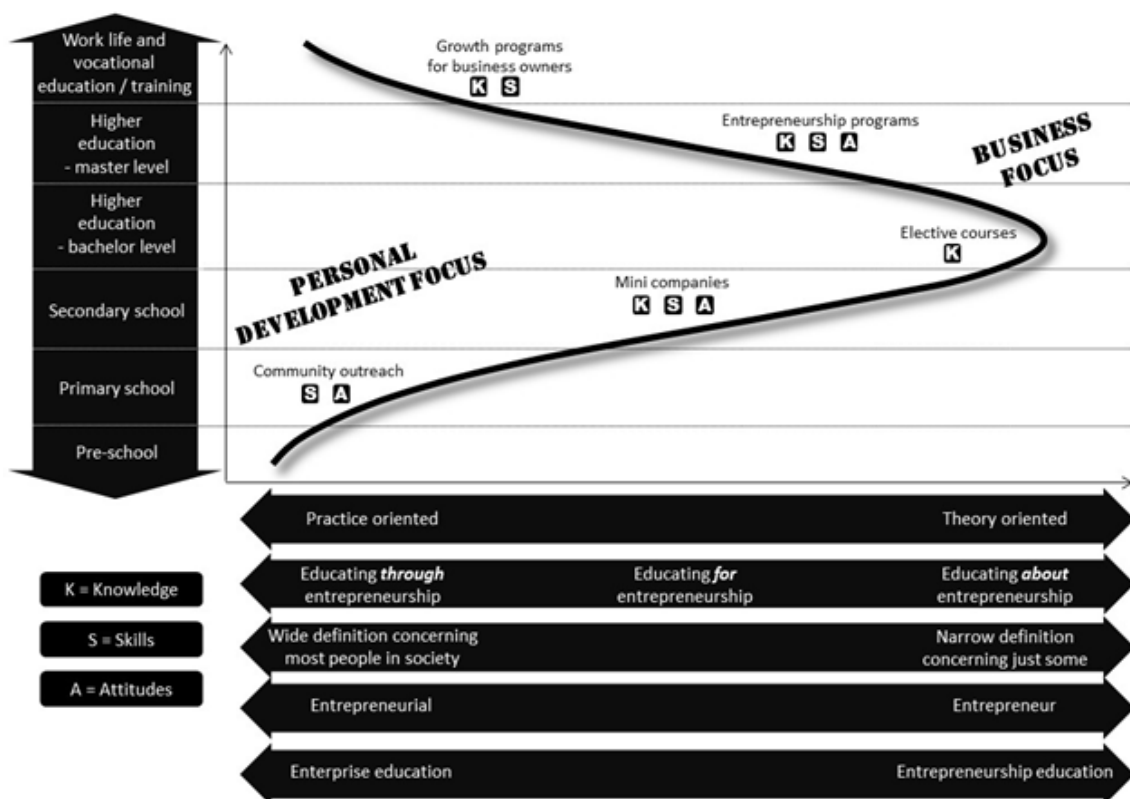 Work life and
vocational
education / training
Higher
education
- master level
Higher
education
- bachelor level
Secondary school
Primary school
Pre-school
Growth programs
for business owners
K S
Entrepreneurship programs
K S A
BUSINESS
FOCUS
Elective courses
K
PERSONAL
DEVELOPMENT FOCUS
Mini companies
K S A
Community outreach
S A
Practice oriented
Theory oriented
Educating through
entrepreneurship
Educating for
entrepreneurship
Educating about
entrepreneurship
Wide definition concerning
most people in society
Narrow definition
concerning just some
Entrepreneurial
Entrepreneur
Enterprise education
Entrepreneurship education
K = Knowledge
S = Skills
A = Attitudes